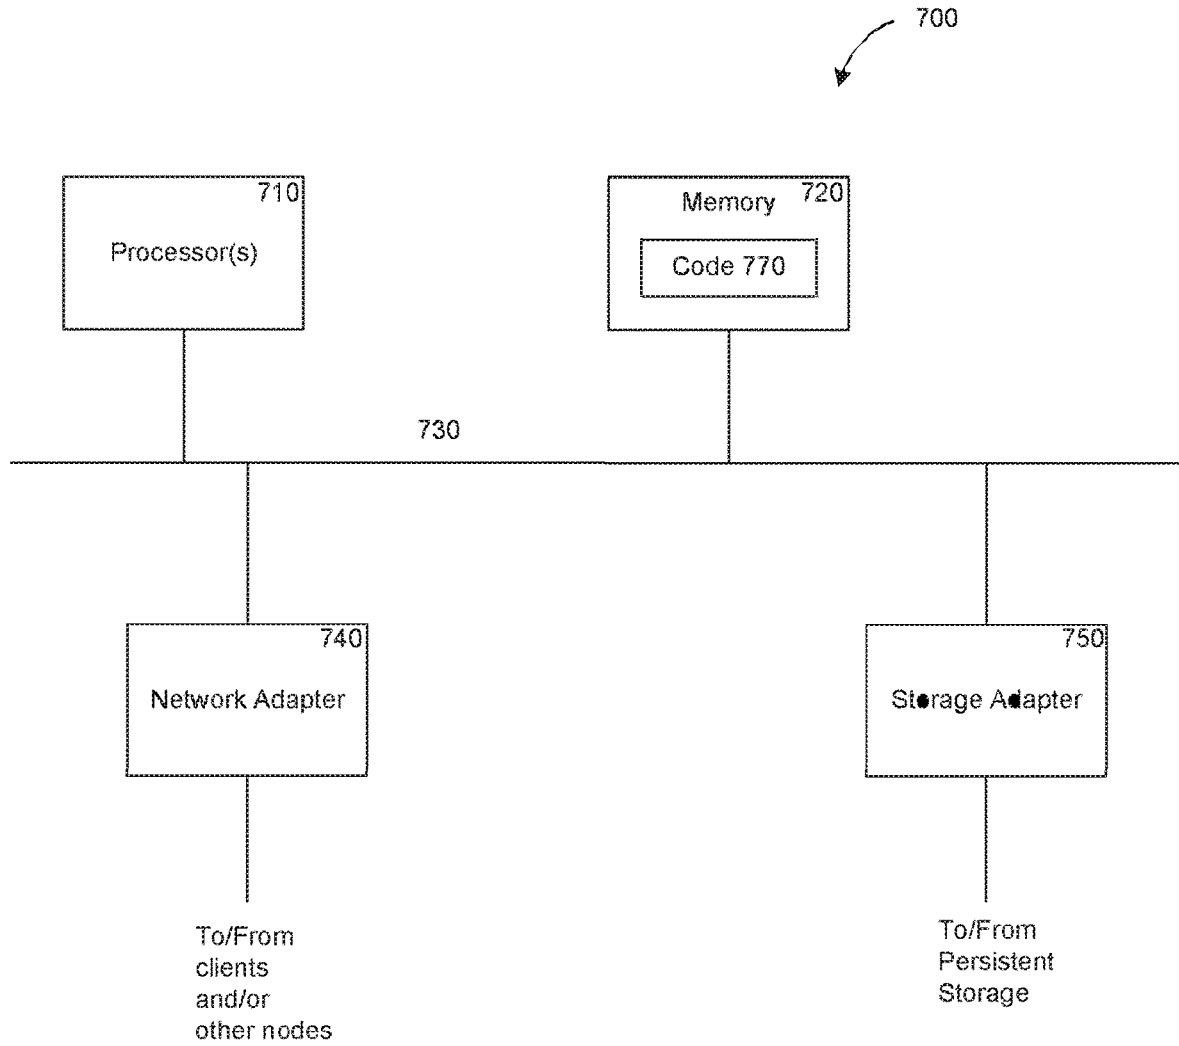 700
710
Processor(s)
720
Memory
Code 770
730
740
Network Adapter
750
Storage Adapter
To/From
clients
and/or
other nodes
To/From
Persistent
Storage